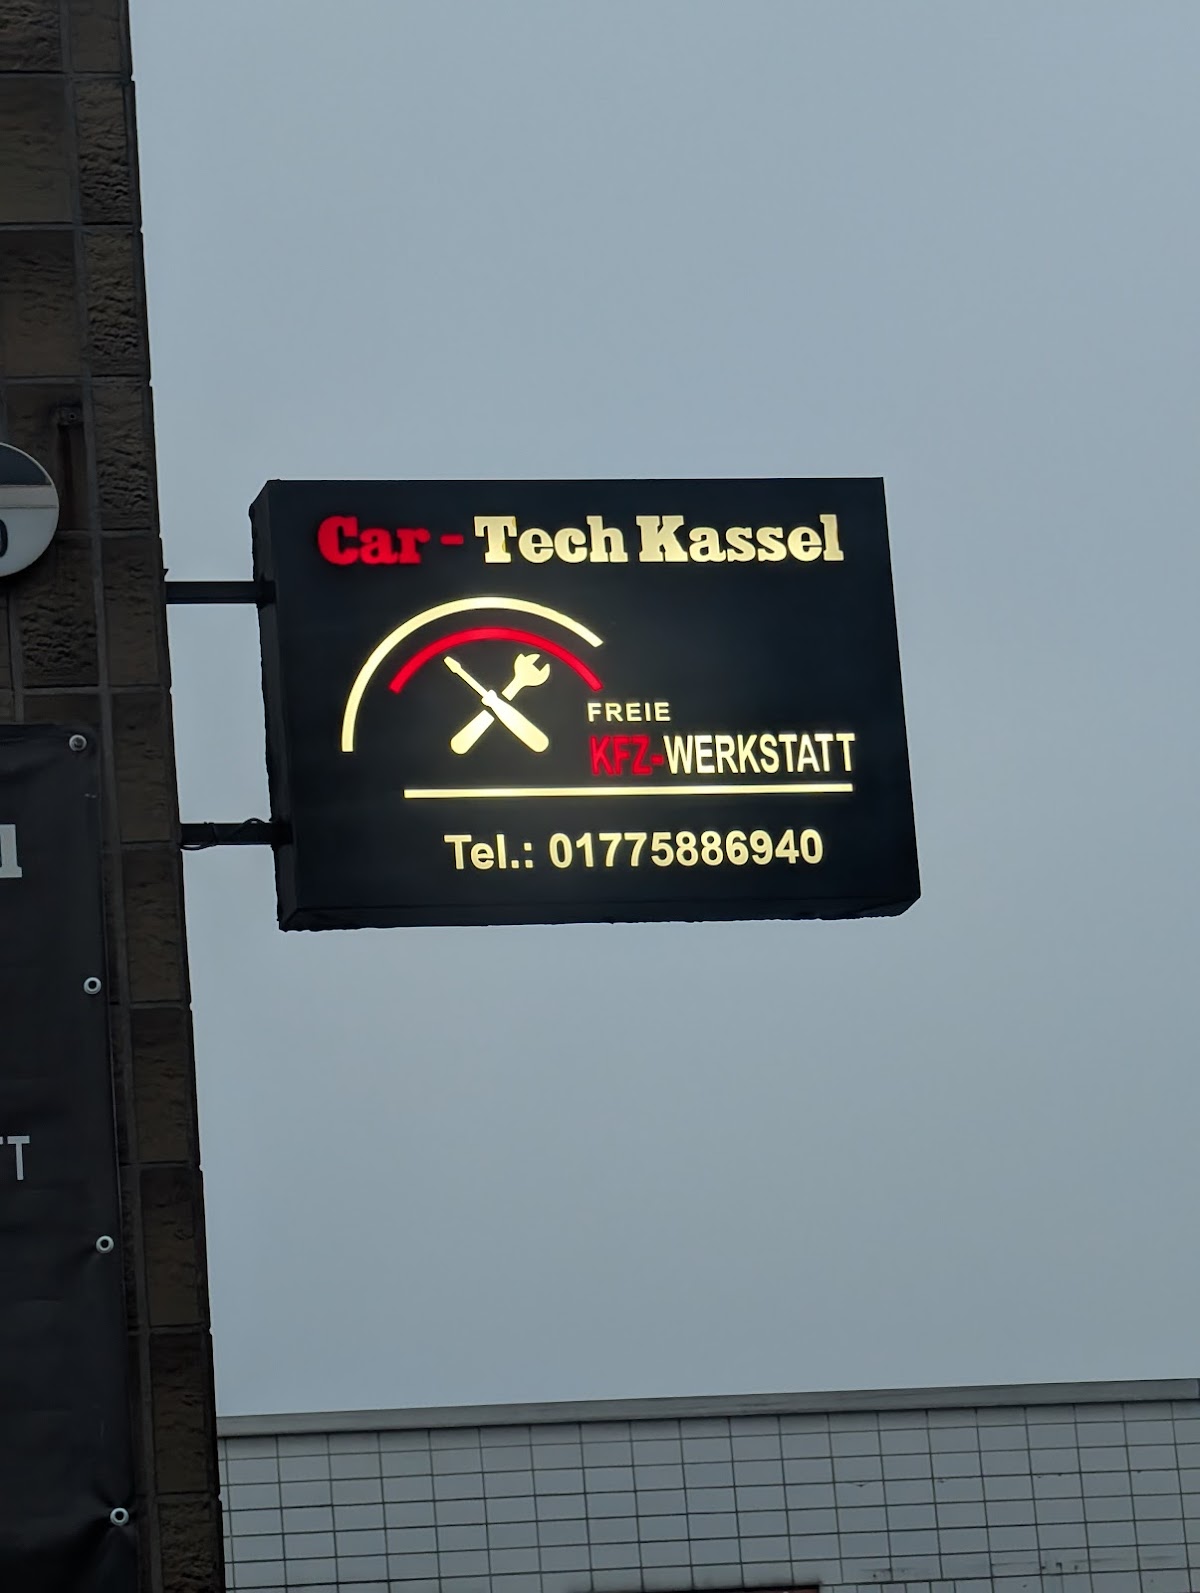 Car - Tech Kassel
FREIE
KFZ-WERKSTATT
Tel.: 01775886940